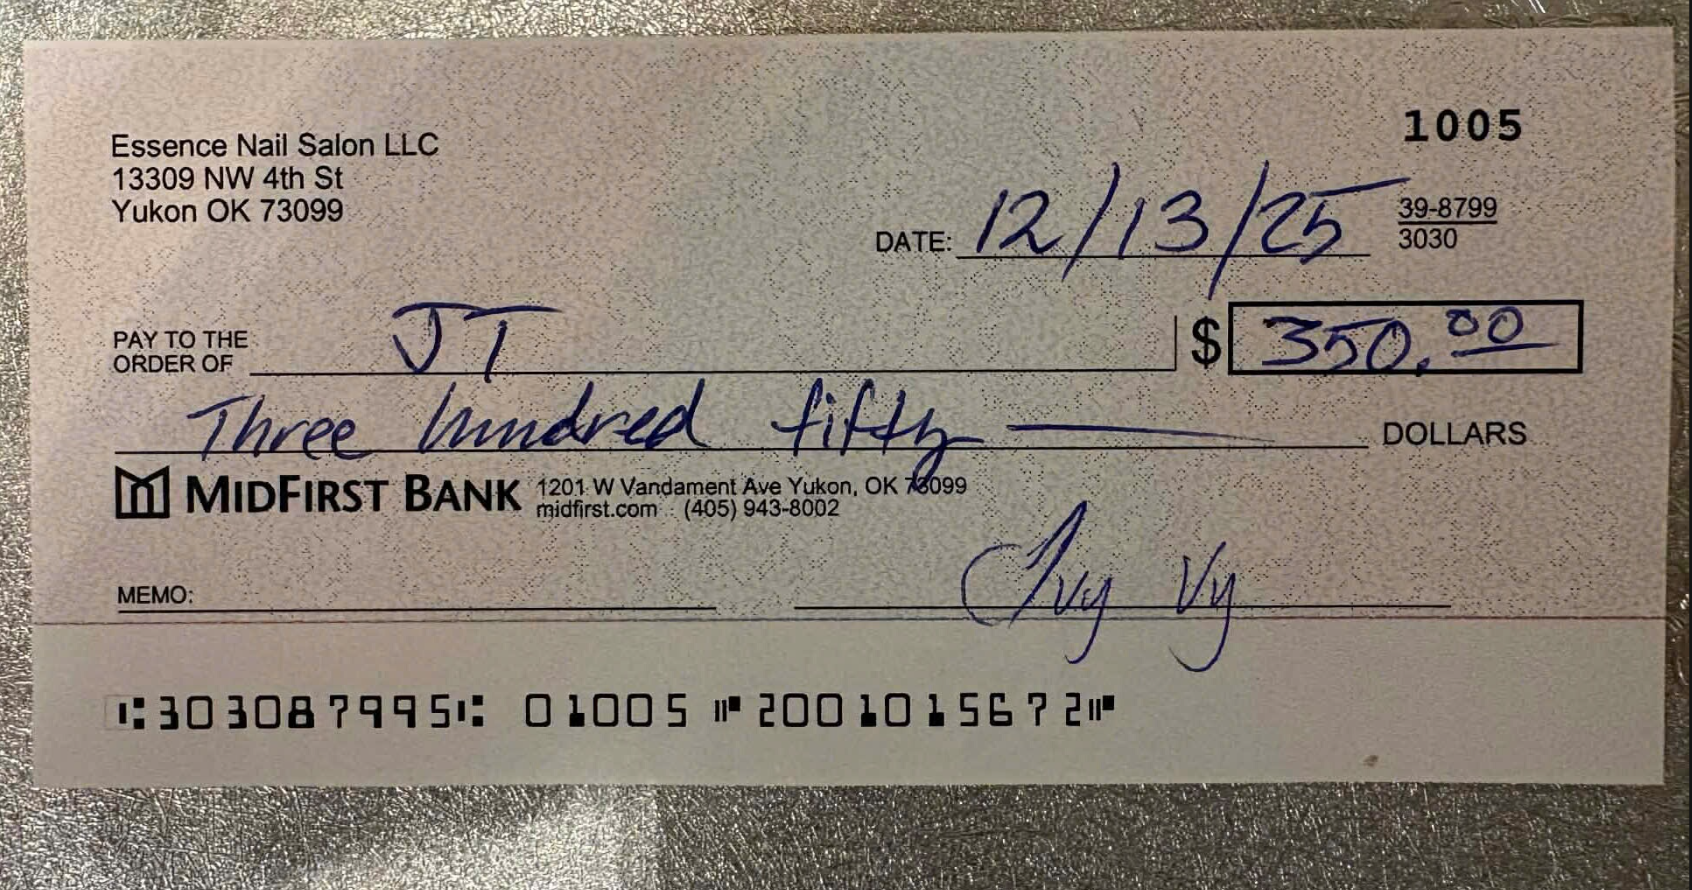 1005
Essence Nail Salon LLC
13309 NW 4th St
Yukon OK 73099
DATE: 12/13/25
39-8799
3030
PAY TO THE
ORDER OF JT $ 350.00
Three hundred fifty DOLLARS
MIDFIRST BANK 1201 W Vandament Ave Yukon, OK 73099
midfirst.com (405) 943-8002
MEMO: Ivy Vy
⑆303087995⑆ 01005 ⑈2001015672⑈